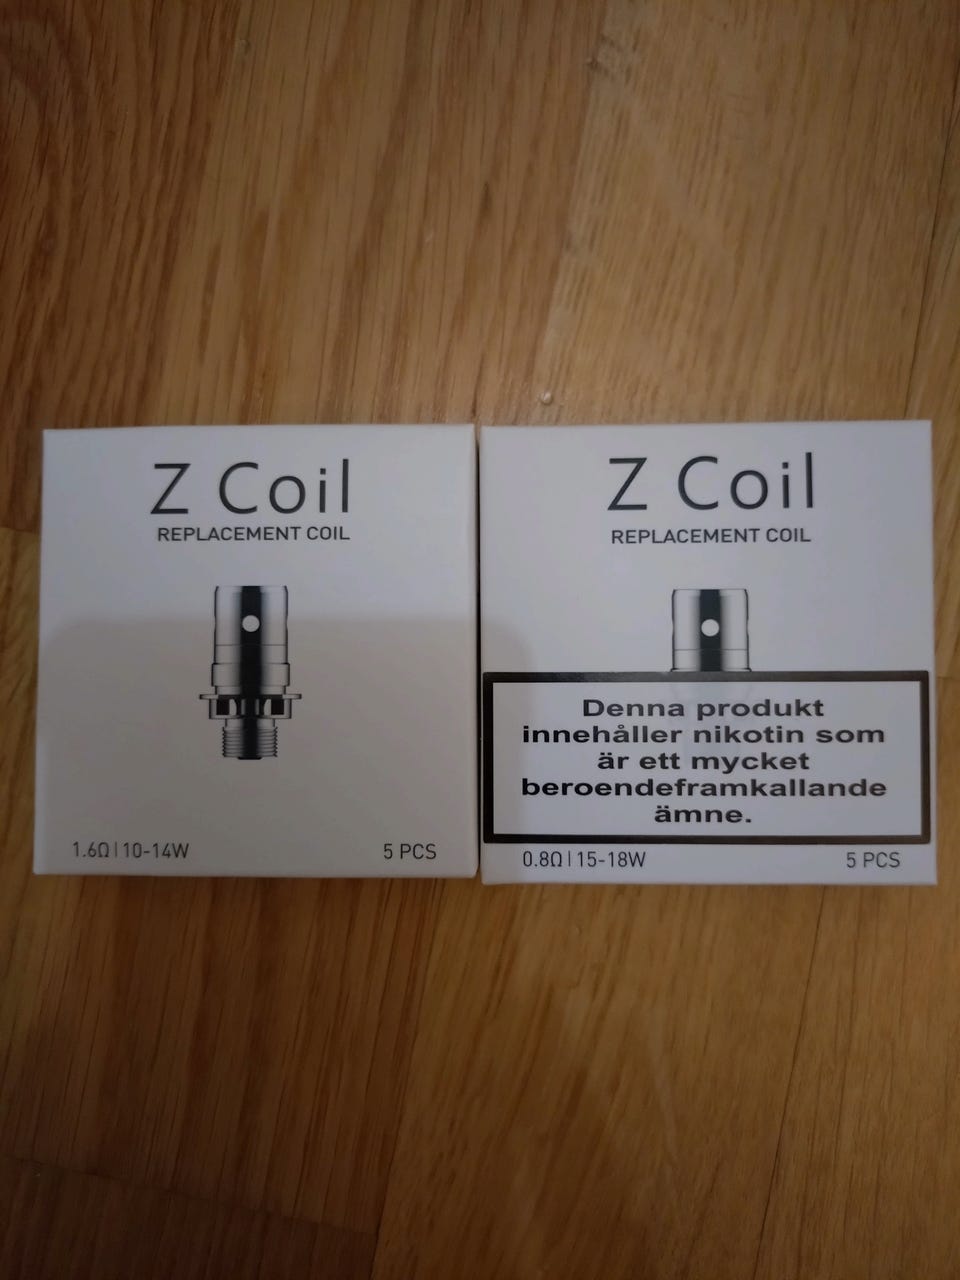 Z Coil
REPLACEMENT COIL
1.6Ω | 10-14W
5 PCS
Z Coil
REPLACEMENT COIL
Denna produkt
innehåller nikotin som
är ett mycket
beroendeframkallande
ämne.
0.8Ω | 15-18W
5 PCS